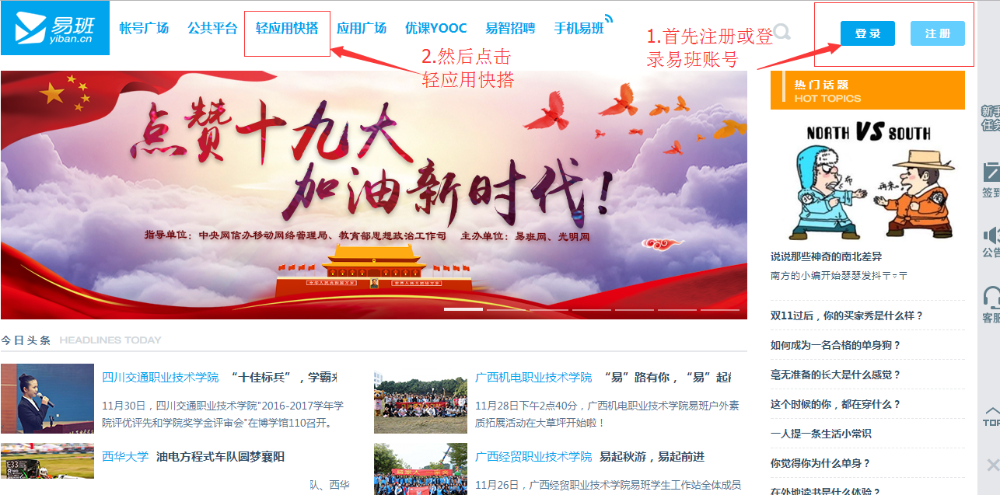 易班
yiban.cn
帐号广场 公共平台 轻应用快搭 应用广场 优课YOOC 易智招聘 手机易班
登 录 注 册
1.首先注册或登
录易班账号
2.然后点击
轻应用快搭
点赞十九大
加油新时代!
指导单位：中央网信办移动网络管理局、教育部思想政治工作司 主办单位：易班网、光明网
热门话题
HOT TOPICS
NORTH VS SOUTH
布
再来
说说那些神奇的南北差异
南方的小编开始瑟瑟发抖〒▿〒
双11过后，你的买家秀是什么样？
如何成为一名合格的单身狗？
毫无准备的长大是什么感觉？
这个时候的你，都在穿什么？
一人提一条生活小常识
你觉得你为什么单身？
在外地读书是什么体验？
今日头条 HEADLINES TODAY
四川交通职业技术学院 “十佳标兵”，学霸来
11月30日，四川交通职业技术学院"2016-2017学年学
院评优评先和学院奖学金评审会"在博学馆110召开。
广西机电职业技术学院 “易”路有你，“易”起前
11月28日下午2点40分，广西机电职业技术学院易班户外素
质拓展活动在大草坪开始啦！
西华大学 油电方程式车队圆梦襄阳
队、西华
广西经贸职业技术学院 易起秋游，易起前进
11月26日，广西经贸职业技术学院易班学生工作站全体成员
新手
任务
签到
公告
客服
TOP